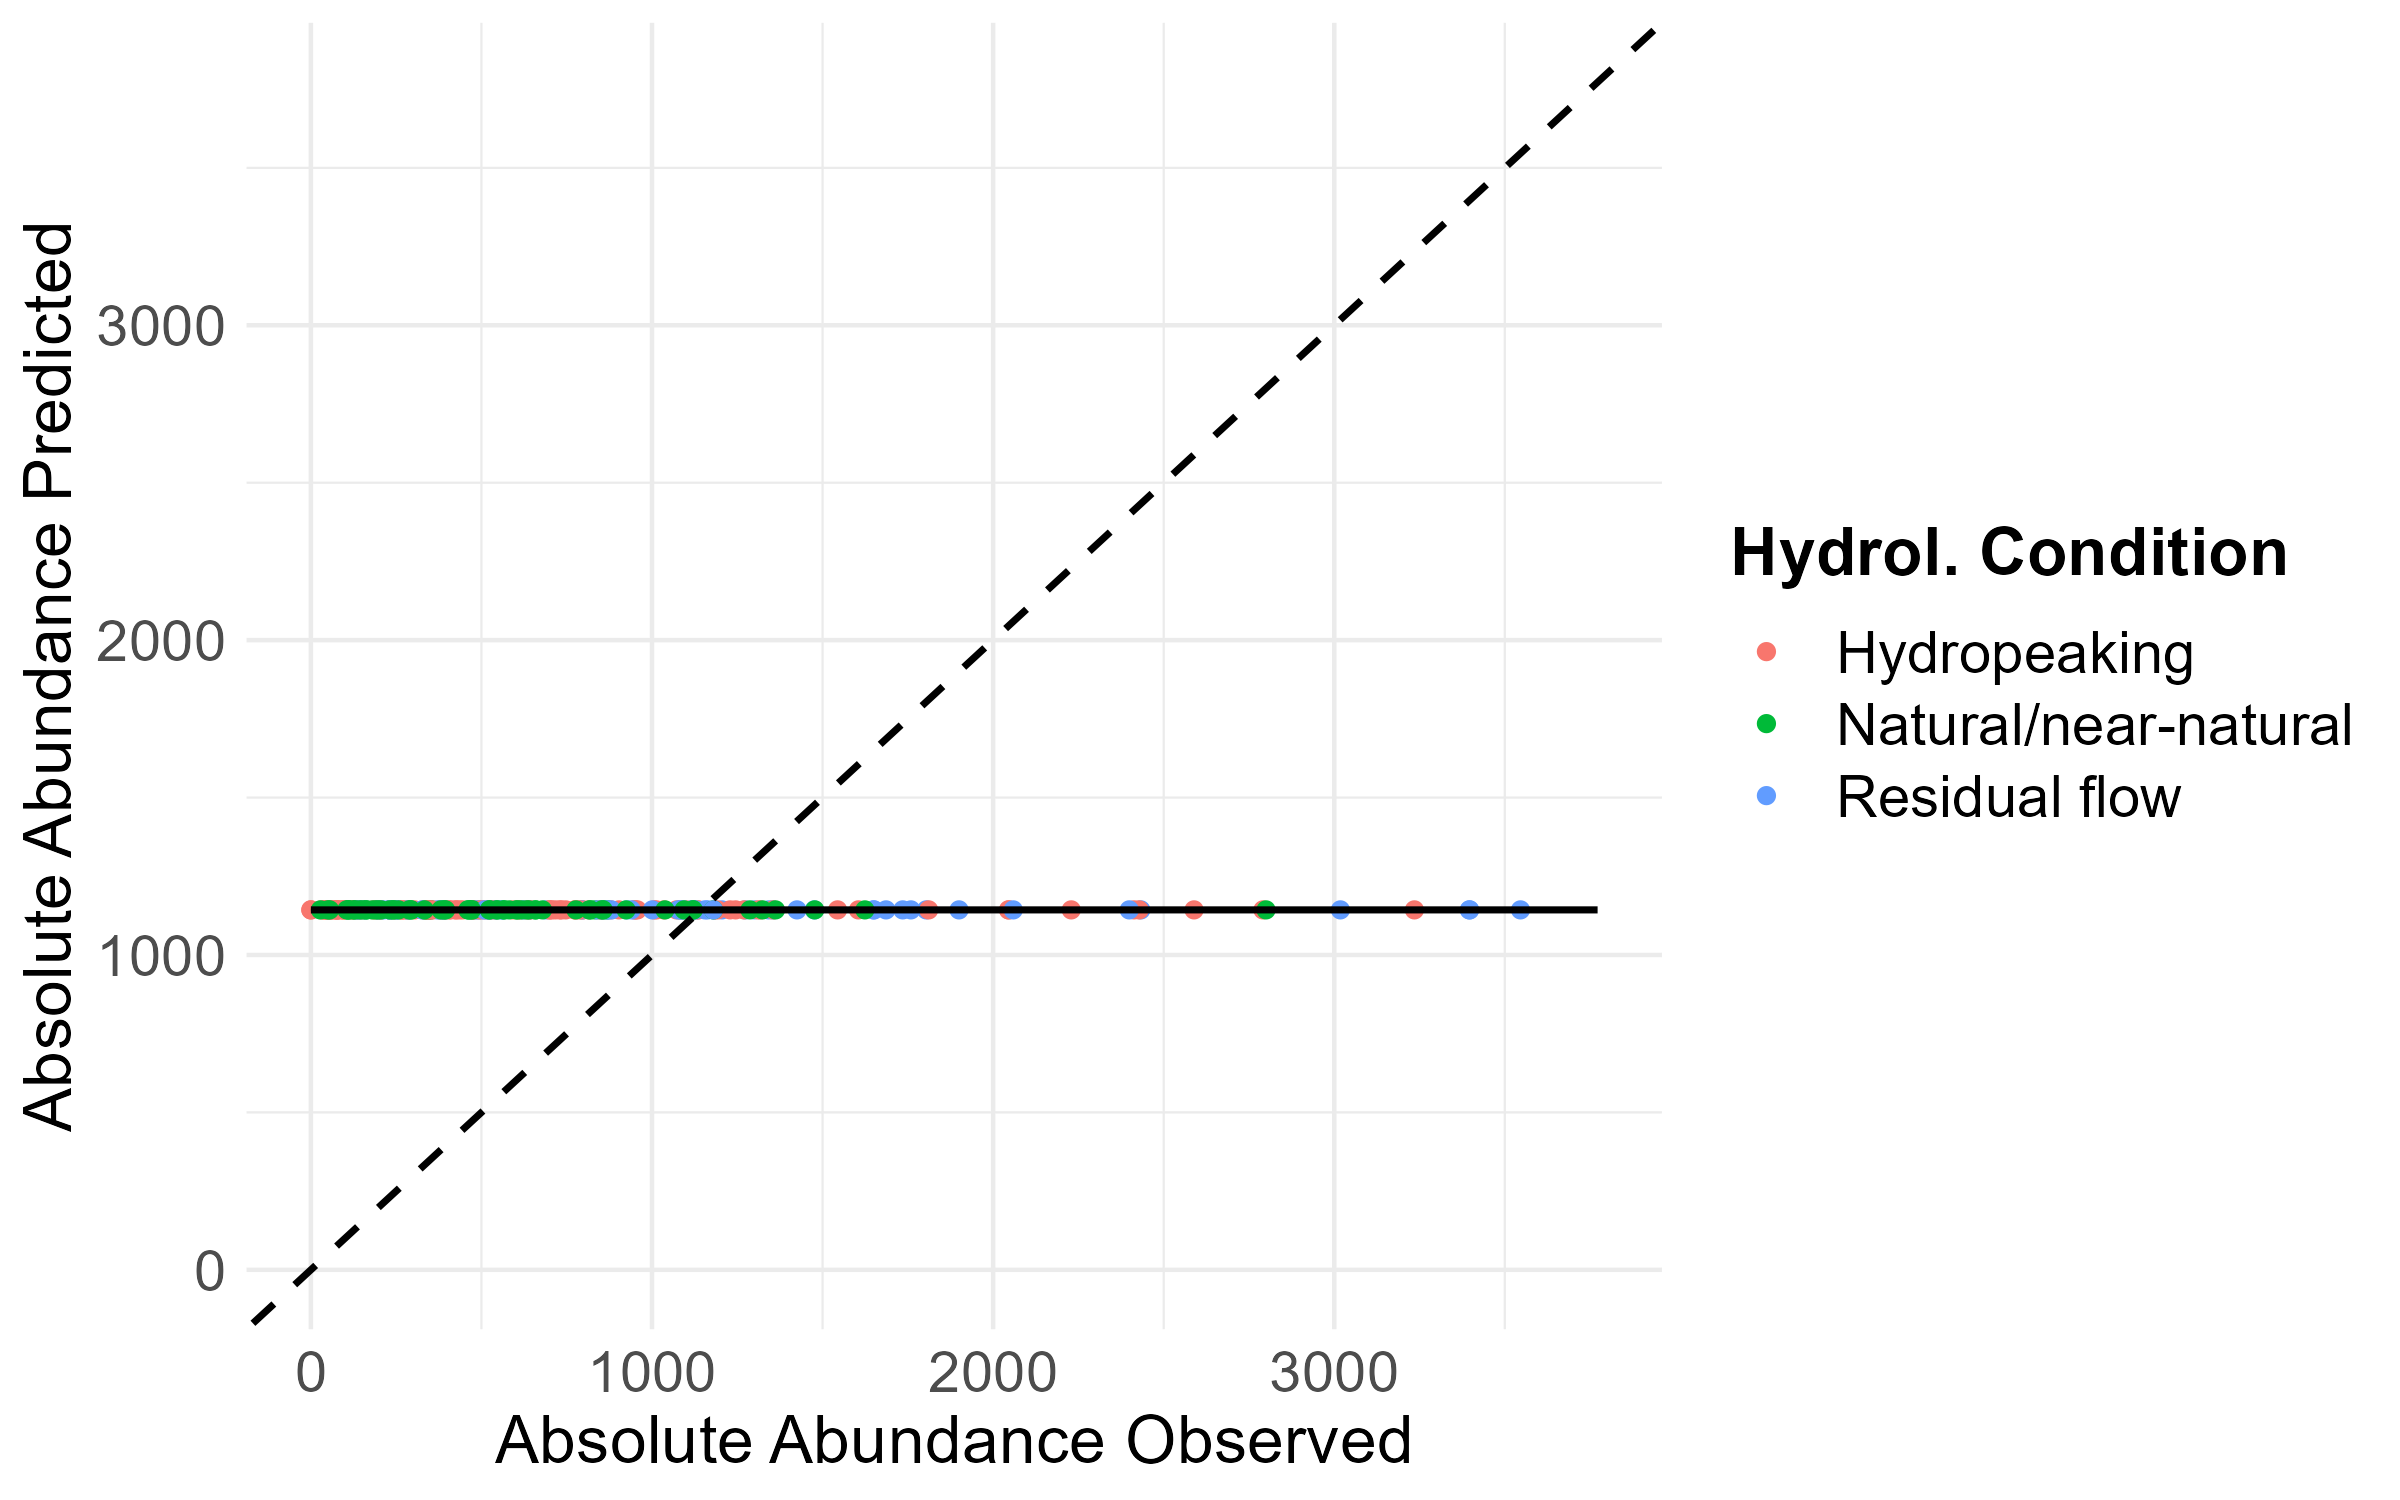 Absolute Abundance Predicted
3000
2000
1000
0
0 1000 2000 3000
Absolute Abundance Observed
Hydrol. Condition
Hydropeaking
Natural/near-natural
Residual flow